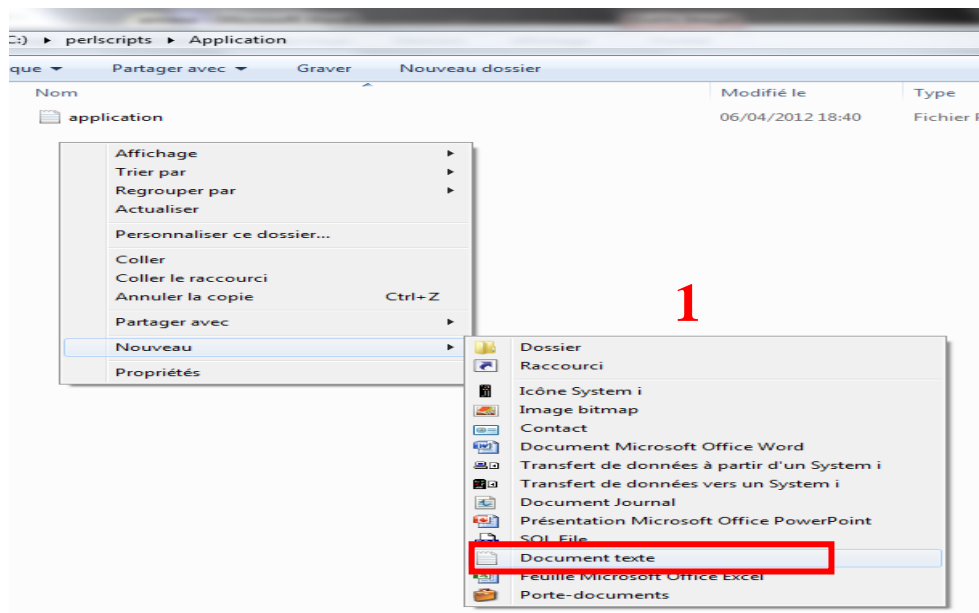 C:) ▸ perlscripts ▸ Application
que Partager avec Graver Nouveau dossier
Nom Modifié le Type
application 06/04/2012 18:40 Fichier
Affichage
Trier par
Regrouper par
Actualiser
Personnaliser ce dossier...
Coller
Coller le raccourci
Annuler la copie Ctrl+Z
Partager avec
Nouveau
Propriétés
1
Dossier
Raccourci
Icône System i
Image bitmap
Contact
Document Microsoft Office Word
Transfert de données à partir d'un System i
Transfert de données vers un System i
Document Journal
Présentation Microsoft Office PowerPoint
SQL File
Document texte
Feuille Microsoft Office Excel
Porte-documents